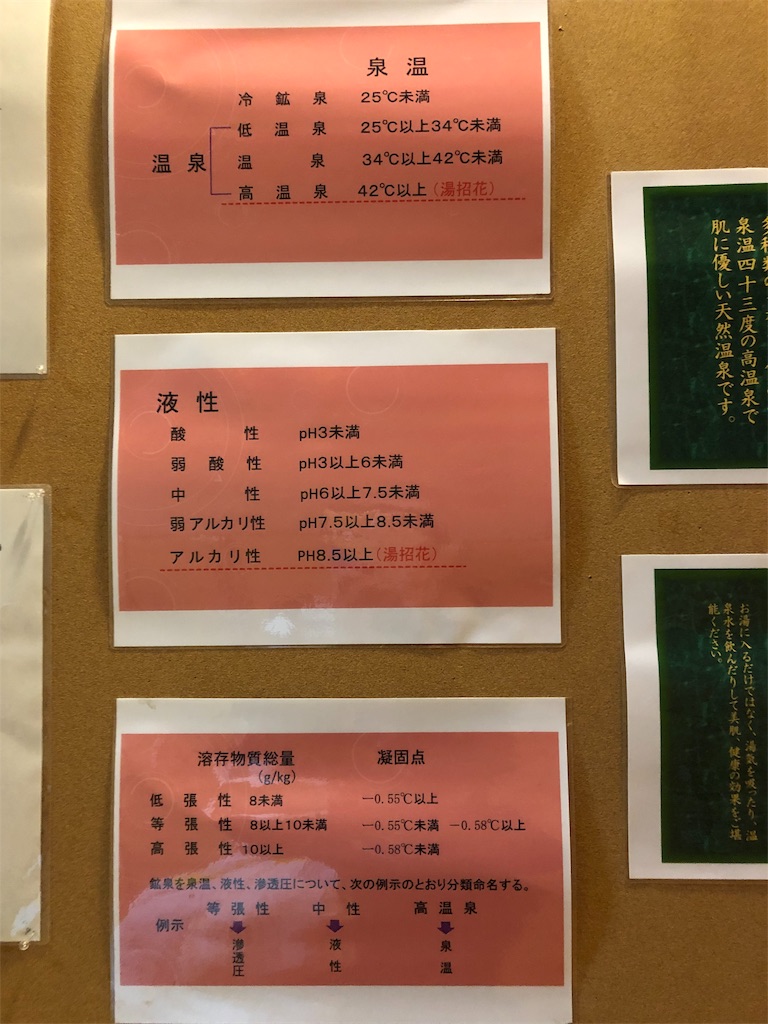 泉温
冷鉱泉 25℃未満
低温泉 25℃以上34℃未満
温泉 温泉 34℃以上42℃未満
高温泉 42℃以上(湯招花)
液性
酸性 pH3未満
弱酸性 pH3以上6未満
中性 pH6以上7.5未満
弱アルカリ性 pH7.5以上8.5未満
アルカリ性 PH8.5以上(湯招花)
溶存物質総量 凝固点
(g/kg)
低張性 8未満 −0.55℃以上
等張性 8以上10未満 −0.55℃未満 −0.58℃以上
高張性 10以上 −0.58℃未満
鉱泉を泉温、液性、滲透圧について、次の例示のとおり分類命名する。
等張性 中性 高温泉
例示
滲透圧 液性 泉温
泉温四十三度の高温泉で
肌に優しい天然温泉です。
お湯に入るだけではなく、湯気を吸ったり、温
泉水を飲んだりして美肌、健康の効果をご堪
能ください。